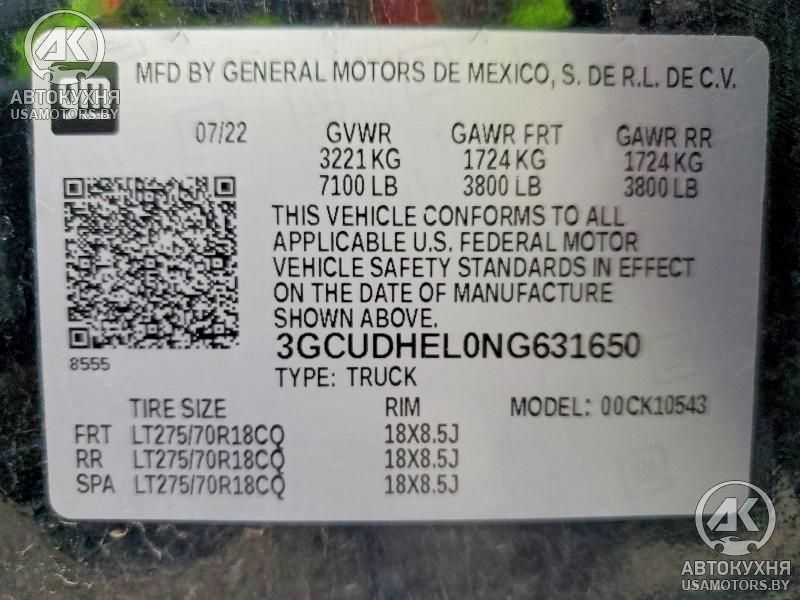 AK
АВТОКУХНЯ
USAMOTORS.BY
gm
MFD BY GENERAL MOTORS DE MEXICO, S. DE R.L. DE C.V.
07/22 GVWR GAWR FRT GAWR RR
3221 KG 1724 KG 1724 KG
7100 LB 3800 LB 3800 LB
THIS VEHICLE CONFORMS TO ALL
APPLICABLE U.S. FEDERAL MOTOR
VEHICLE SAFETY STANDARDS IN EFFECT
ON THE DATE OF MANUFACTURE
SHOWN ABOVE.
8555
3GCUDHEL0NG631650
TYPE: TRUCK
TIRE SIZE RIM MODEL: 00CK10543
FRT LT275/70R18CQ 18X8.5J
RR LT275/70R18CQ 18X8.5J
SPA LT275/70R18CQ 18X8.5J
AK
АВТОКУХНЯ
USAMOTORS.BY